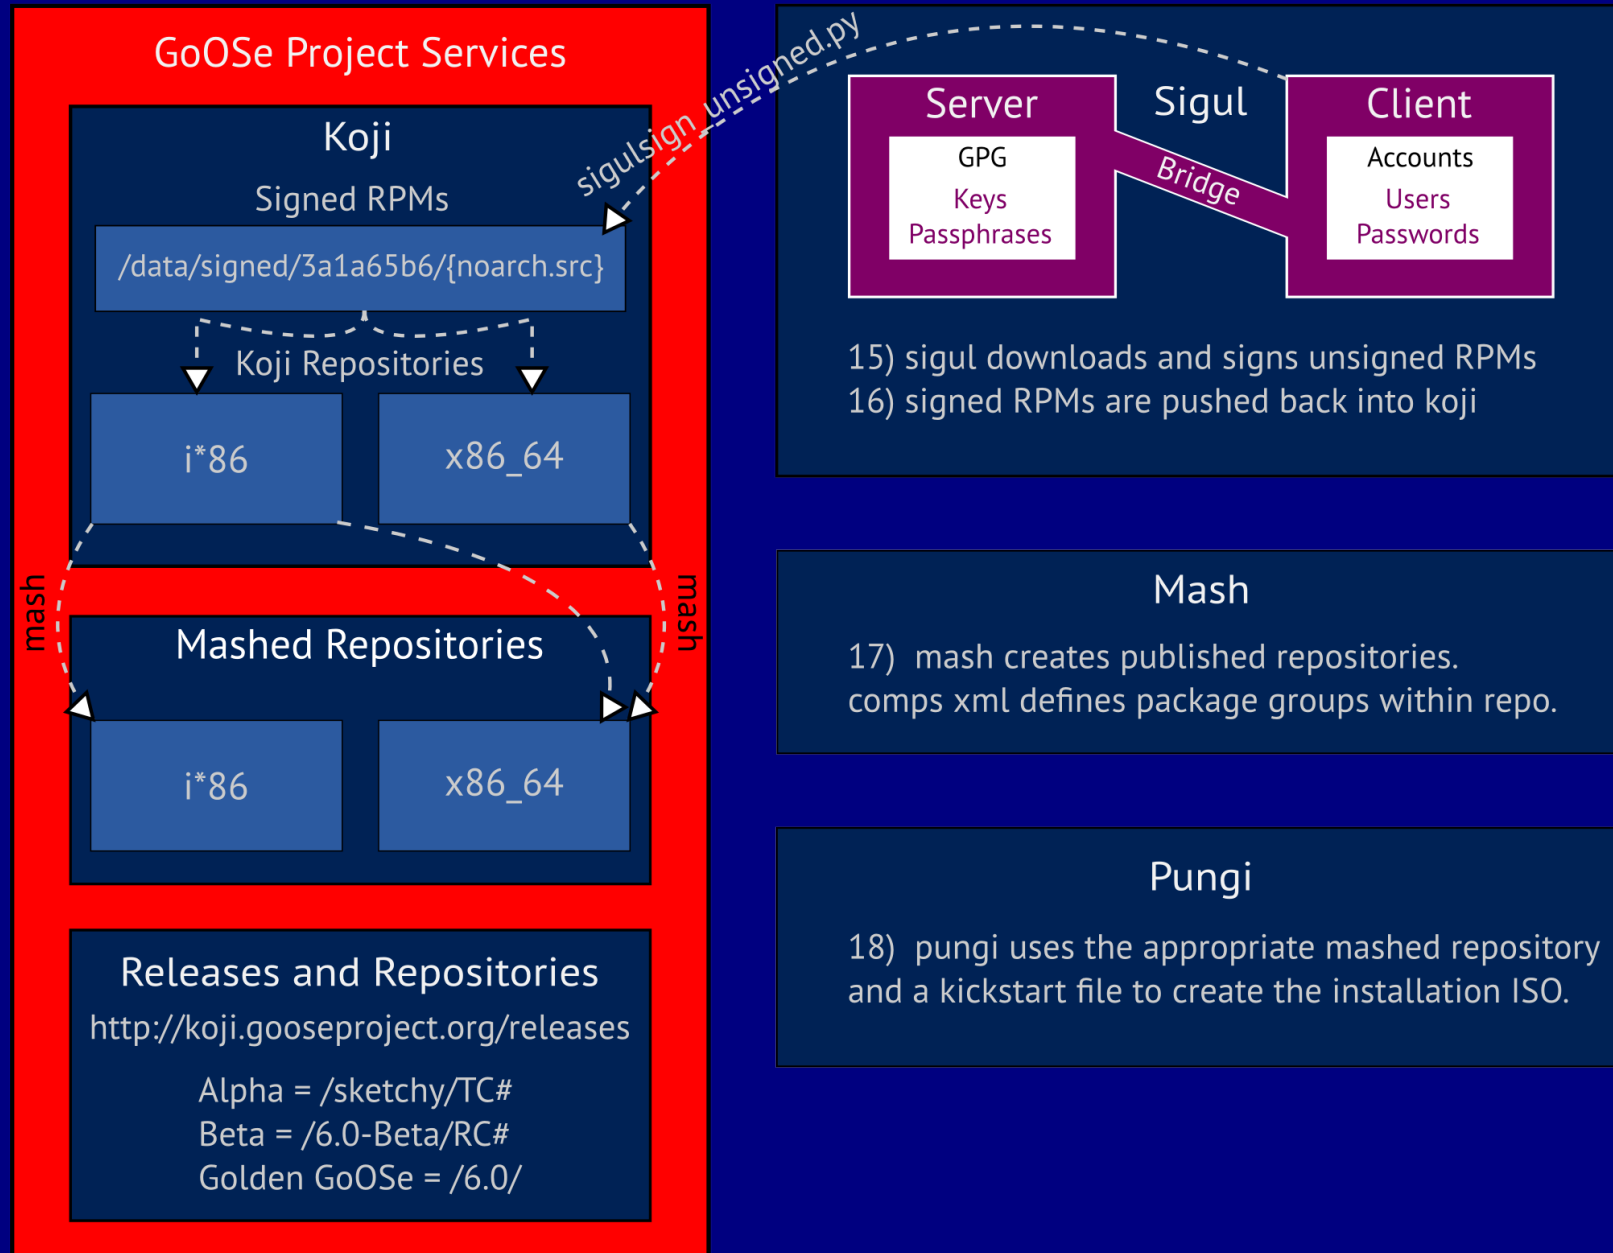 GoOSe Project Services
Koji
Signed RPMs
/data/signed/3a1a65b6/{noarch.src}
Koji Repositories
i*86
x86_64
mash
mash
Mashed Repositories
i*86
x86_64
Releases and Repositories
http://koji.gooseproject.org/releases
Alpha = /sketchy/TC#
Beta = /6.0-Beta/RC#
Golden GoOSe = /6.0/
sigulsign_unsigned.py
Server
GPG
Keys
Passphrases
Sigul
Bridge
Client
Accounts
Users
Passwords
15) sigul downloads and signs unsigned RPMs
16) signed RPMs are pushed back into koji
Mash
17)  mash creates published repositories.
comps xml defines package groups within repo.
Pungi
18)  pungi uses the appropriate mashed repository
and a kickstart file to create the installation ISO.